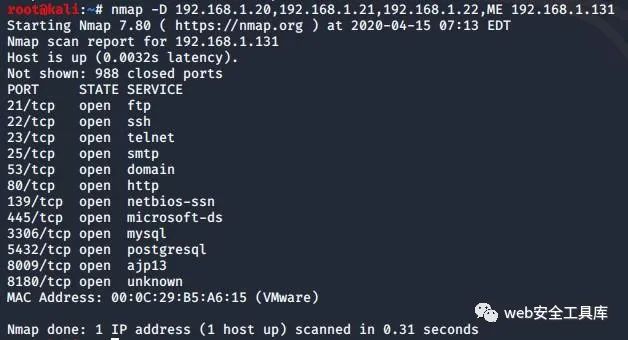 root@kali:~# nmap -D 192.168.1.20,192.168.1.21,192.168.1.22,ME 192.168.1.131
Starting Nmap 7.80 ( https://nmap.org ) at 2020-04-15 07:13 EDT
Nmap scan report for 192.168.1.131
Host is up (0.0032s latency).
Not shown: 988 closed ports
PORT     STATE SERVICE
21/tcp   open  ftp
22/tcp   open  ssh
23/tcp   open  telnet
25/tcp   open  smtp
53/tcp   open  domain
80/tcp   open  http
139/tcp  open  netbios-ssn
445/tcp  open  microsoft-ds
3306/tcp open  mysql
5432/tcp open  postgresql
8009/tcp open  ajp13
8180/tcp open  unknown
MAC Address: 00:0C:29:B5:A6:15 (VMware)
web安全工具库
Nmap done: 1 IP address (1 host up) scanned in 0.31 seconds